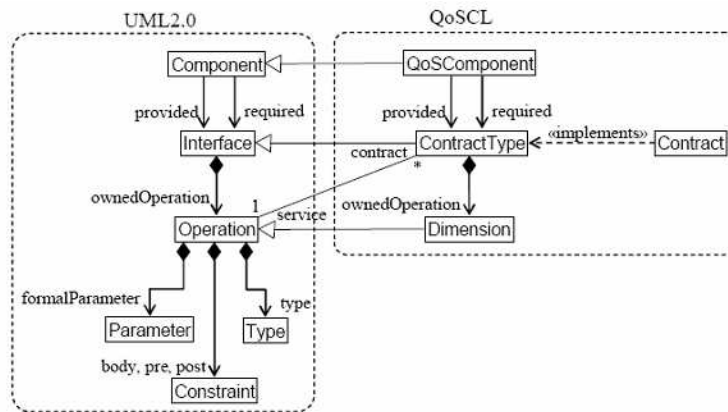 UML2.0
QoSCL
Component
QoSComponent
provided
required
provided
required
Interface
ContractType
«implements»
Contract
contract
*
ownedOperation
1
service
ownedOperation
Operation
Dimension
formalParameter
type
Parameter
Type
body, pre, post
Constraint